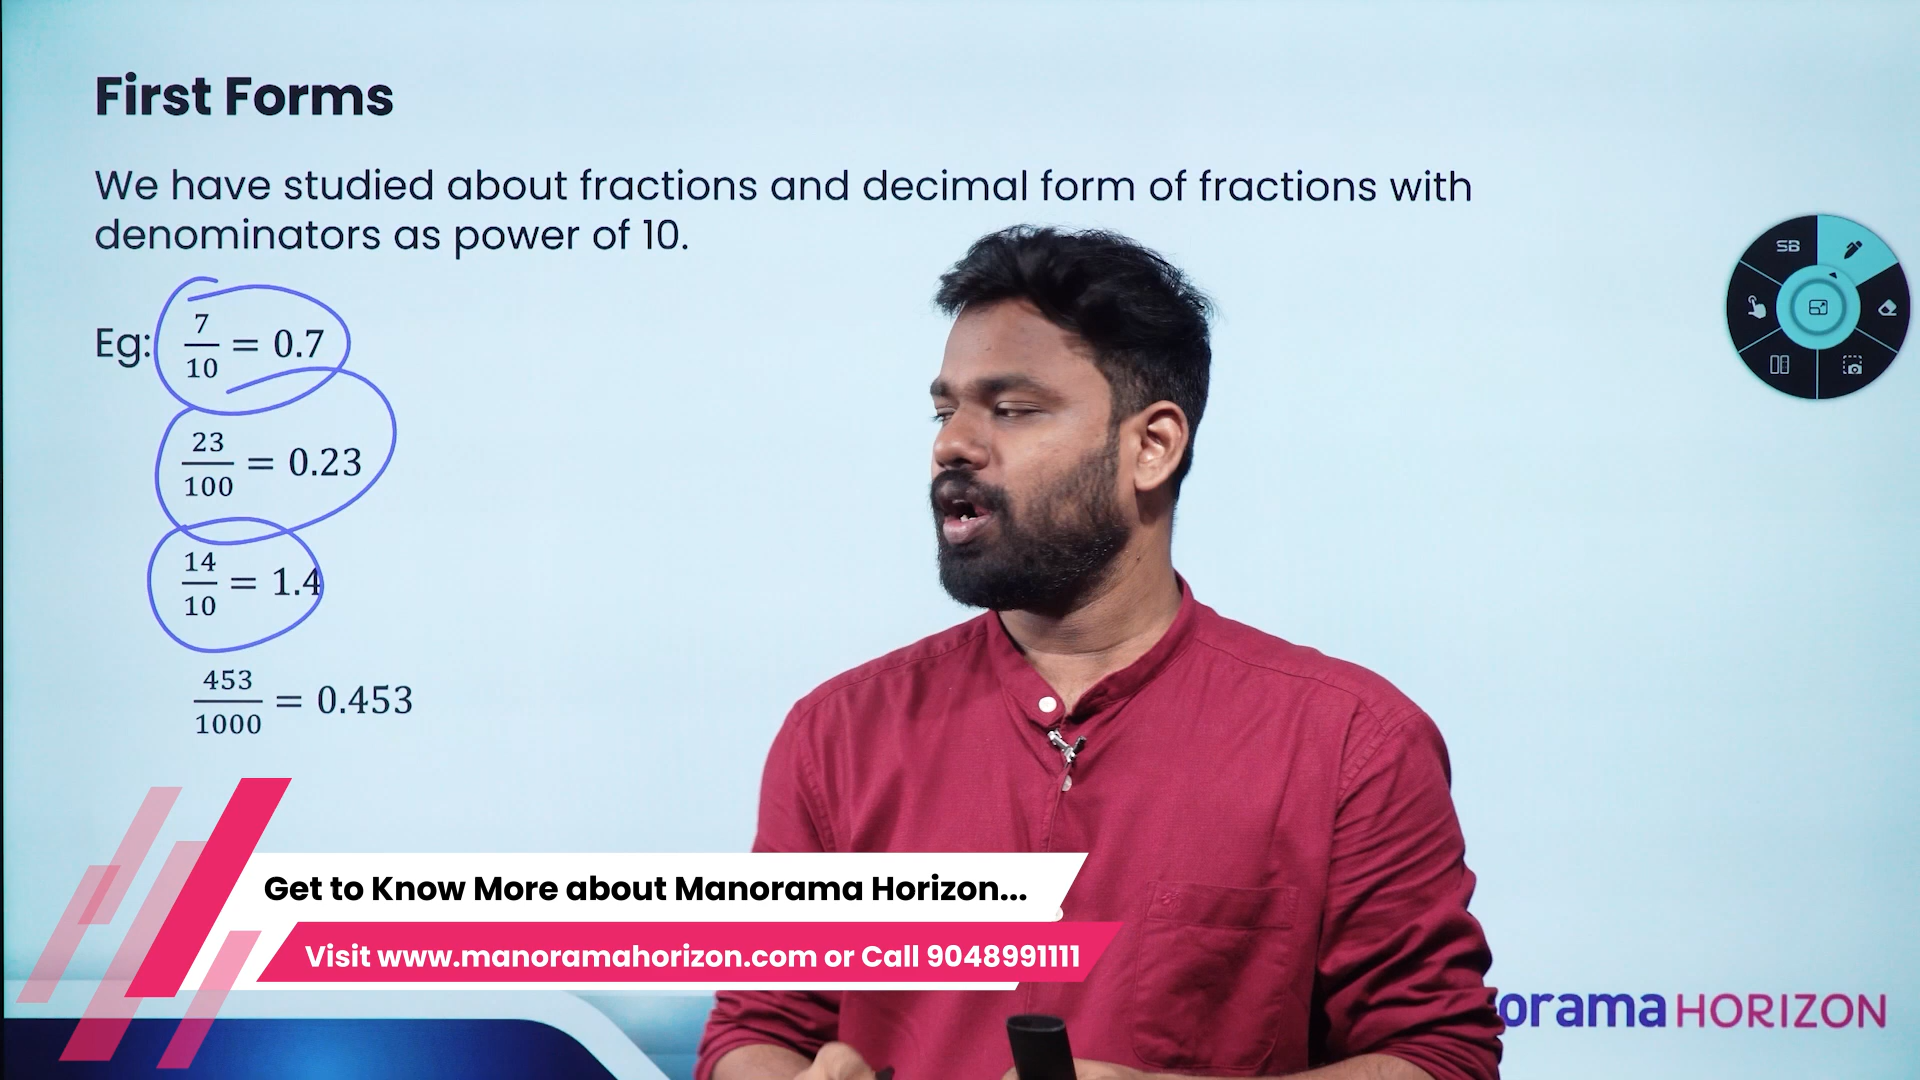 First Forms
We have studied about fractions and decimal form of fractions with
denominators as power of 10.
Eg: 7/10 = 0.7
23/100 = 0.23
14/10 = 1.4
453/1000 = 0.453
SB
Get to Know More about Manorama Horizon...
Visit www.manoramahorizon.com or Call 9048991111
orama HORIZON